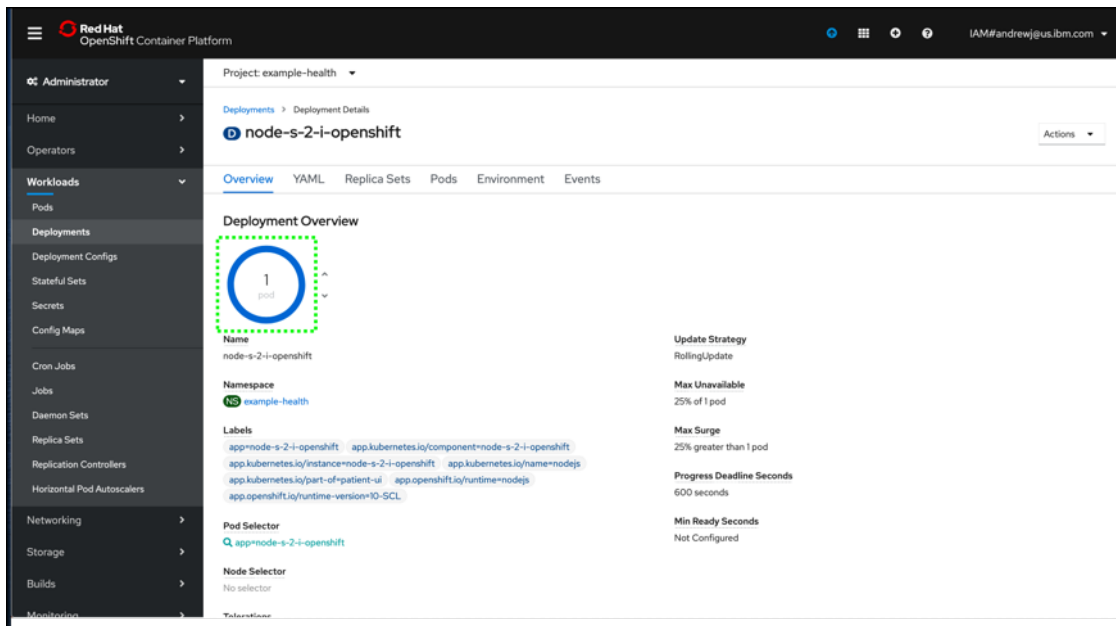 Red Hat
OpenShift Container Platform
IAM#andrewj@us.ibm.com
Administrator
Home
Operators
Workloads
Pods
Deployments
Deployment Configs
Stateful Sets
Secrets
Config Maps
Cron Jobs
Jobs
Daemon Sets
Replica Sets
Replication Controllers
Horizontal Pod Autoscalers
Networking
Storage
Builds
Monitoring
Project: example-health
Deployments > Deployment Details
D node-s-2-i-openshift
Actions
Overview YAML Replica Sets Pods Environment Events
Deployment Overview
1
pod
Name
node-s-2-i-openshift
Namespace
NS example-health
Labels
app=node-s-2-i-openshift app.kubernetes.io/component=node-s-2-i-openshift
app.kubernetes.io/instance=node-s-2-i-openshift app.kubernetes.io/name=nodejs
app.kubernetes.io/part-of=patient-ui app.openshift.io/runtime=nodejs
app.openshift.io/runtime-version=10-SCL
Pod Selector
app=node-s-2-i-openshift
Node Selector
No selector
Tolerations
Update Strategy
RollingUpdate
Max Unavailable
25% of 1 pod
Max Surge
25% greater than 1 pod
Progress Deadline Seconds
600 seconds
Min Ready Seconds
Not Configured